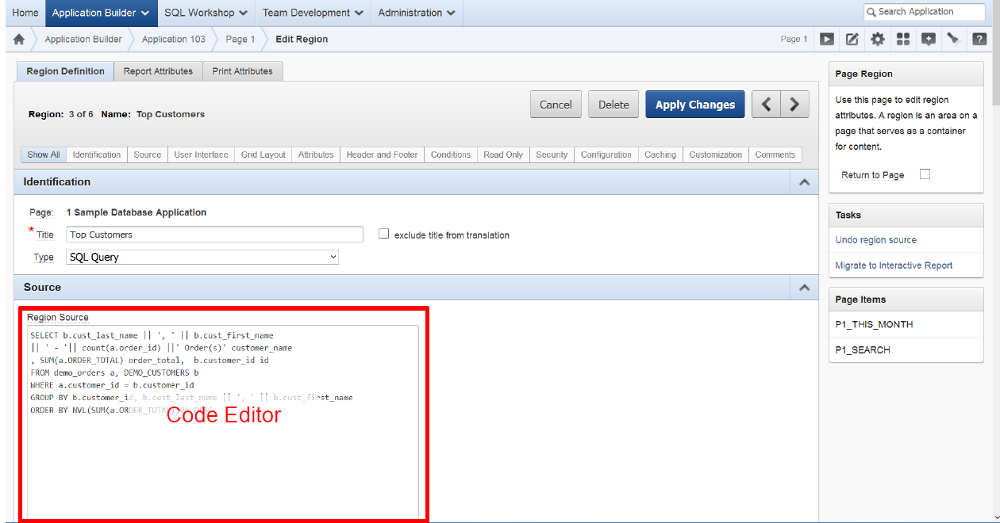 Home Application Builder SQL Workshop Team Development Administration Search Application
Application Builder Application 103 Page 1 Edit Region Page 1
Region Definition Report Attributes Print Attributes
Region: 3 of 6 Name: Top Customers
Cancel Delete Apply Changes
Show All Identification Source User Interface Grid Layout Attributes Header and Footer Conditions Read Only Security Configuration Caching Customization Comments
Identification
Page: 1 Sample Database Application
* Title Top Customers exclude title from translation
Type SQL Query
Source
Region Source
SELECT b.cust_last_name || ', ' || b.cust_first_name
|| ' - '|| count(a.order_id) ||' Order(s)' customer_name
, SUM(a.ORDER_TOTAL) order_total,  b.customer_id id
FROM demo_orders a, DEMO_CUSTOMERS b
WHERE a.customer_id = b.customer_id
GROUP BY b.customer_id, b.cust_last_name || ', ' || b.cust_first_name
ORDER BY NVL(SUM(a.ORDER_TOTAL),0) DESC
Code Editor
Page Region
Use this page to edit region
attributes. A region is an area on a
page that serves as a container
for content.
Return to Page
Tasks
Undo region source
Migrate to Interactive Report
Page Items
P1_THIS_MONTH
P1_SEARCH